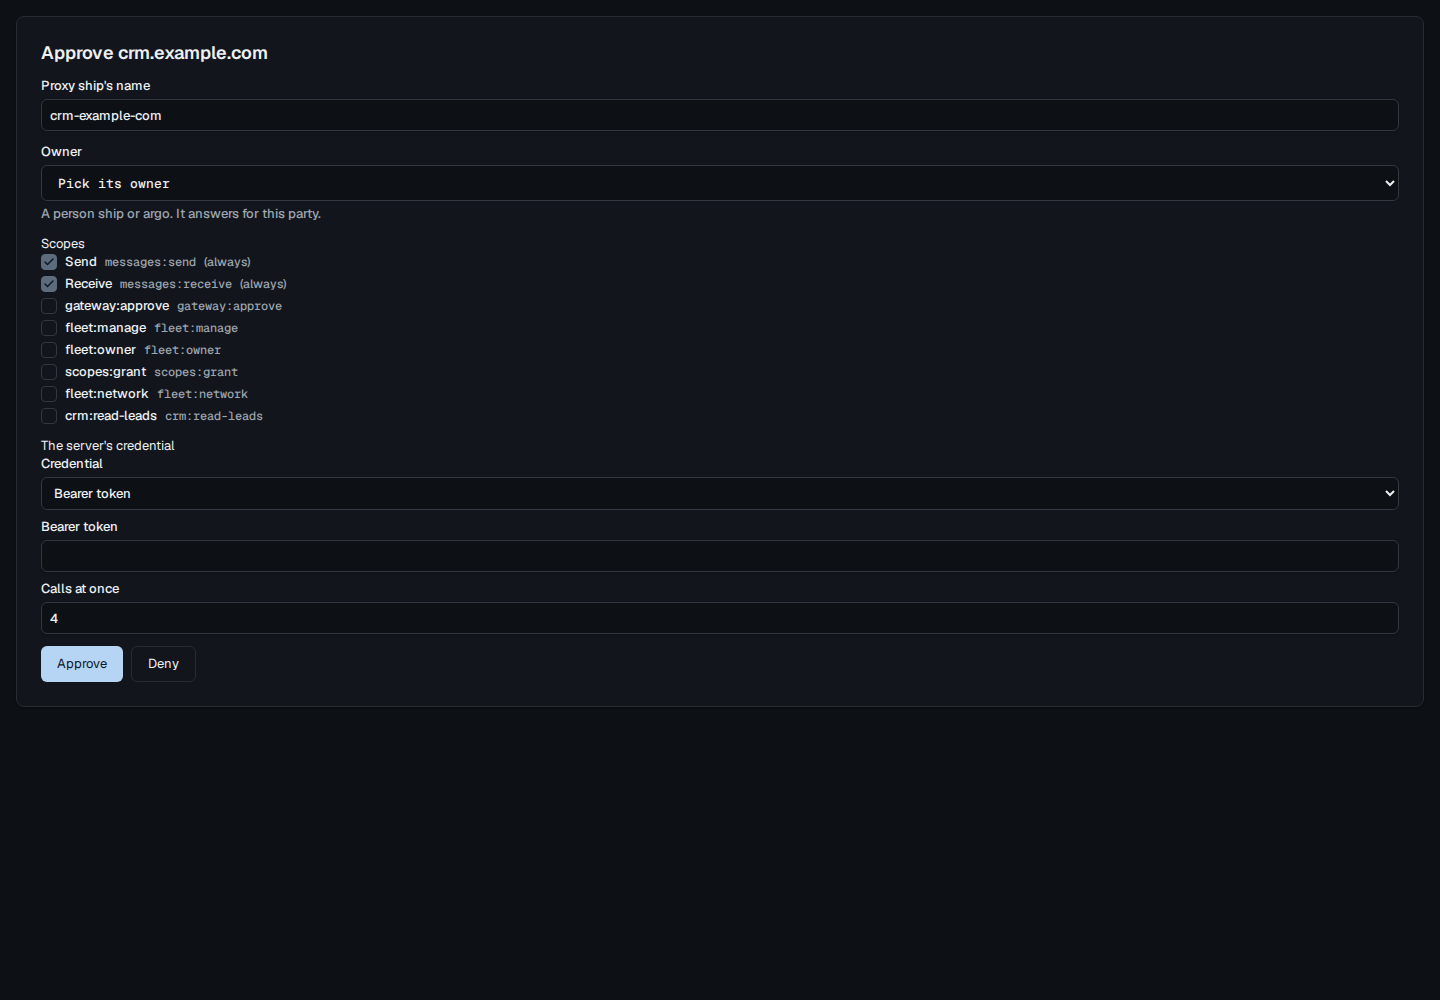 Approve crm.example.com
Proxy ship's name
crm-example-com
Owner
Pick its owner
A person ship or argo. It answers for this party.
Scopes
Send messages:send (always)
Receive messages:receive (always)
gateway:approve gateway:approve
fleet:manage fleet:manage
fleet:owner fleet:owner
scopes:grant scopes:grant
fleet:network fleet:network
crm:read-leads crm:read-leads
The server's credential
Credential
Bearer token
Bearer token
Calls at once
4
Approve Deny